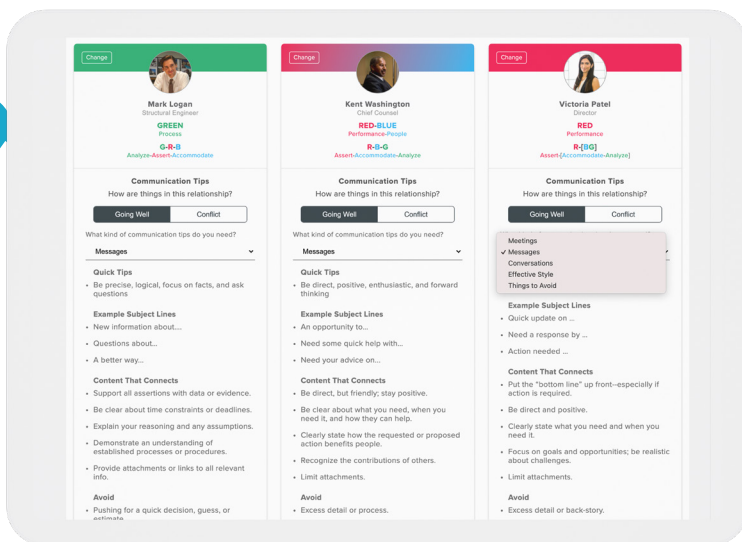 Change
Mark Logan
Structural Engineer
GREEN
Process
G-R-B
Analyze-Assert-Accommodate
Communication Tips
How are things in this relationship?
Going Well
Conflict
What kind of communication tips do you need?
Messages
Quick Tips
• Be precise, logical, focus on facts, and ask
questions
Example Subject Lines
• New information about....
• Questions about...
• A better way...
Content That Connects
• Support all assertions with data or evidence.
• Be clear about time constraints or deadlines.
• Explain your reasoning and any assumptions.
• Demonstrate an understanding of
established processes or procedures.
• Provide attachments or links to all relevant
info.
Avoid
• Pushing for a quick decision, guess, or
estimate
Change
Kent Washington
Chief Counsel
RED-BLUE
Performance-People
R-B-G
Assert-Accommodate-Analyze
Communication Tips
How are things in this relationship?
Going Well
Conflict
What kind of communication tips do you need?
Messages
Quick Tips
• Be direct, positive, enthusiastic, and forward
thinking
Example Subject Lines
• An opportunity to...
• Need some quick help with...
• Need your advice on...
Content That Connects
• Be direct, but friendly; stay positive.
• Be clear about what you need, when you
need it, and how they can help.
• Clearly state how the requested or proposed
action benefits people.
• Recognize the contributions of others.
• Limit attachments.
Avoid
• Excess detail or process.
Change
Victoria Patel
Director
RED
Performance
R-[BG]
Assert-[Accommodate-Analyze]
Communication Tips
How are things in this relationship?
Going Well
Conflict
Meetings
✓ Messages
Conversations
Effective Style
Things to Avoid
Example Subject Lines
• Quick update on ...
• Need a response by ...
• Action needed ...
Content That Connects
• Put the "bottom line" up front--especially if
action is required.
• Be direct and positive.
• Clearly state what you need and when you
need it.
• Focus on goals and opportunities; be realistic
about challenges.
• Limit attachments.
Avoid
• Excess detail or back-story.